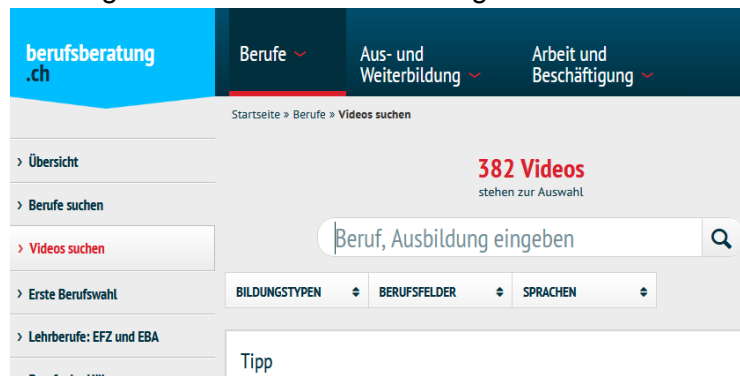 berufsberatung
.ch
Berufe
Aus- und
Weiterbildung
Arbeit und
Beschäftigung
Startseite » Berufe » Videos suchen
› Übersicht
› Berufe suchen
› Videos suchen
› Erste Berufswahl
› Lehrberufe: EFZ und EBA
382 Videos
stehen zur Auswahl
Beruf, Ausbildung eingeben
BILDUNGSTYPEN
BERUFSFELDER
SPRACHEN
Tipp